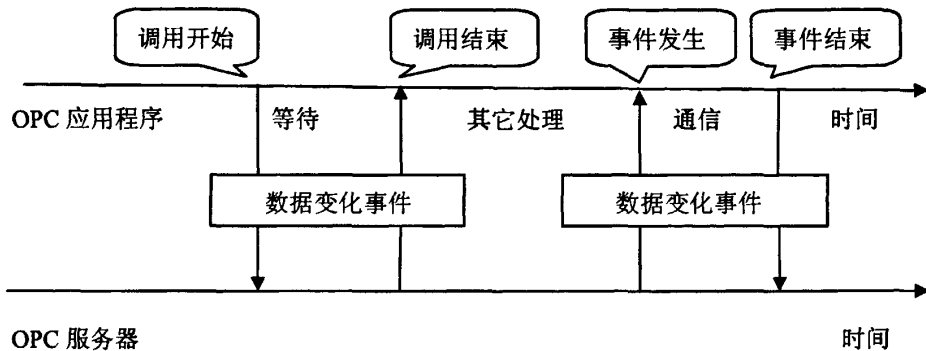 调用开始
调用结束
事件发生
事件结束
OPC 应用程序
等待
其它处理
通信
时间
数据变化事件
数据变化事件
OPC 服务器
时间